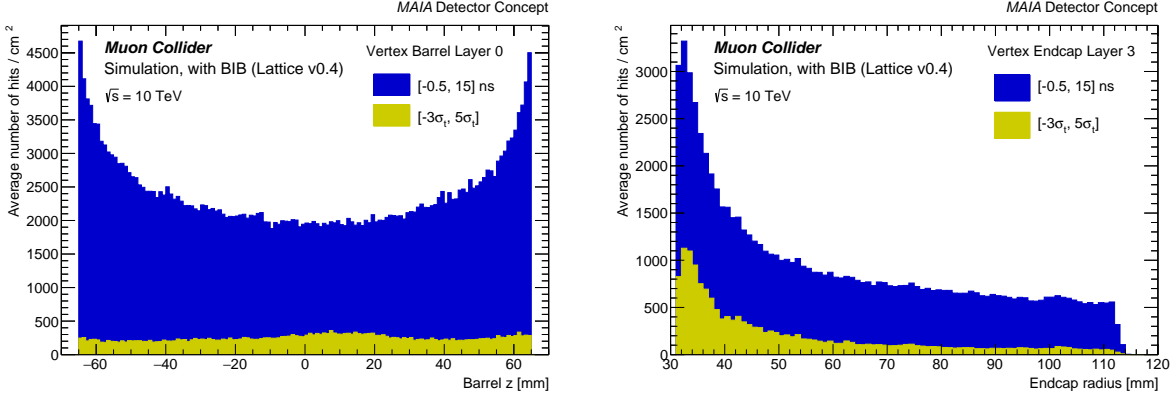 MAIA Detector Concept
Average number of hits / cm 2
Muon Collider
Simulation, with BIB (Lattice v0.4)
√s = 10 TeV
Vertex Barrel Layer 0
[-0.5, 15] ns
[-3σt, 5σt]
4500
4000
3500
3000
2500
2000
1500
1000
500
0
−60 −40 −20 0 20 40 60
Barrel z [mm]
MAIA Detector Concept
Average number of hits / cm 2
Muon Collider
Simulation, with BIB (Lattice v0.4)
√s = 10 TeV
Vertex Endcap Layer 3
[-0.5, 15] ns
[-3σt, 5σt]
3000
2500
2000
1500
1000
500
0
30 40 50 60 70 80 90 100 110 120
Endcap radius [mm]